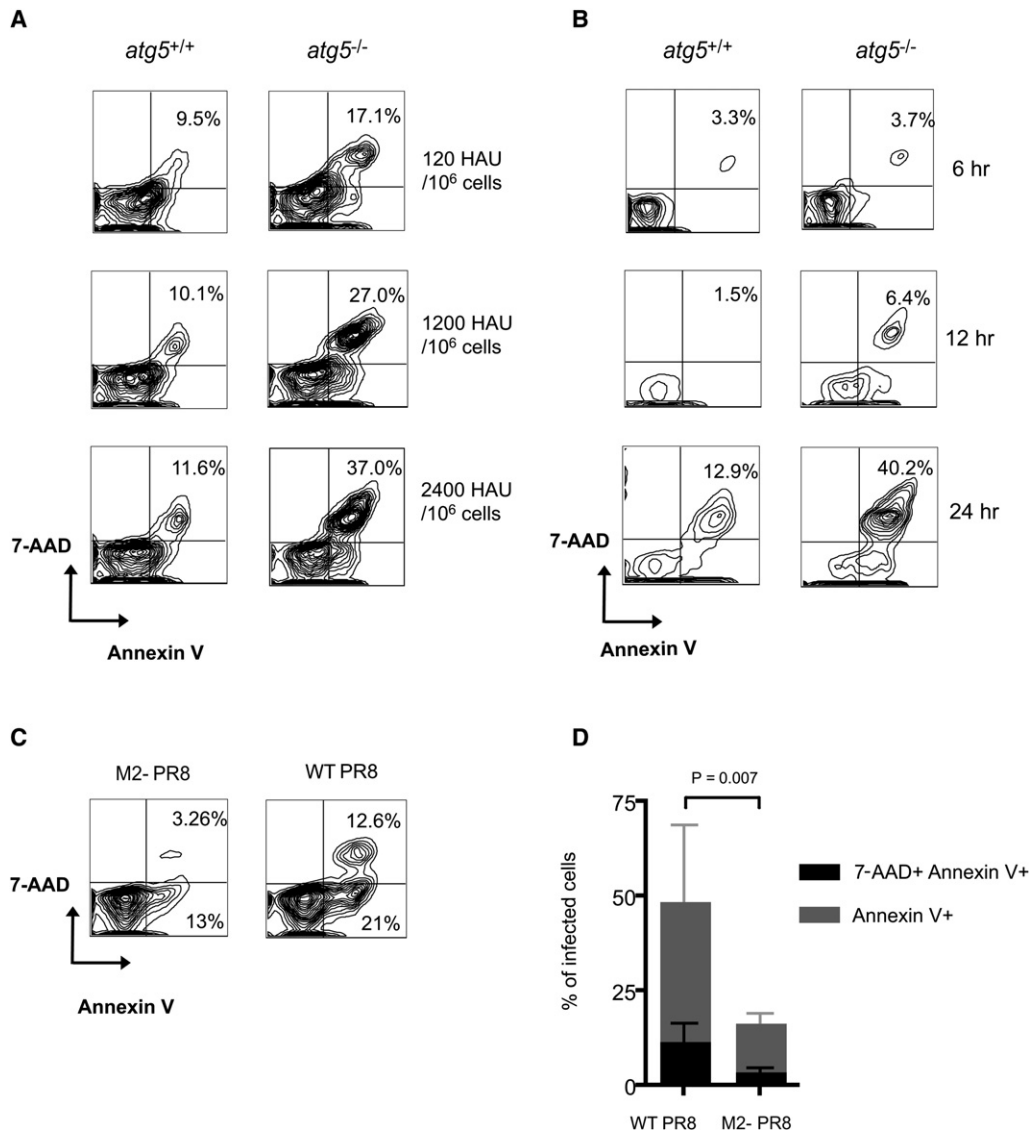 A
atg5+/+ atg5-/-
9.5% 17.1% 120 HAU
/10⁶ cells
10.1% 27.0% 1200 HAU
/10⁶ cells
11.6% 37.0% 2400 HAU
/10⁶ cells
7-AAD
Annexin V
B
atg5+/+ atg5-/-
3.3% 3.7% 6 hr
1.5% 6.4% 12 hr
12.9% 40.2% 24 hr
7-AAD
Annexin V
C
M2- PR8 WT PR8
3.26% 12.6%
7-AAD
13% 21%
Annexin V
D
P = 0.007
75
50
25
0
% of infected cells
WT PR8 M2- PR8
7-AAD+ Annexin V+
Annexin V+